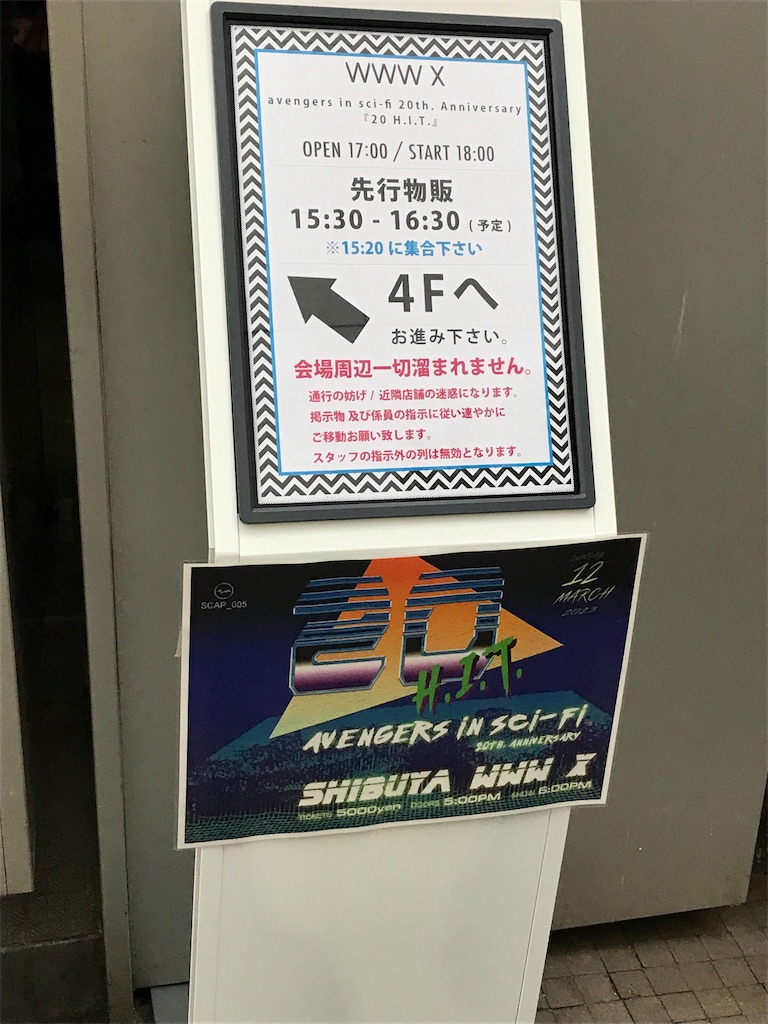 WWW X
avengers in sci-fi 20th. Anniversary
『20 H.I.T.』
OPEN 17:00 / START 18:00
先行物販
15:30 - 16:30 (予定)
※15:20 に集合下さい
4Fへ
お進み下さい。
会場周辺一切溜まれません。
通行の妨げ / 近隣店舗の迷惑になります。
掲示物 及び係員の指示に従い速やかに
ご移動お願い致します。
スタッフの指示外の列は無効となります。
SCAP_005
SUNDAY
12
MARCH
2023
20
H.I.T.
AVENGERS IN SCI-FI
20TH. ANNIVERSARY
SHIBUYA WWW X
TICKETS 5000yen DOORS 5:00PM SHOW 6:00PM